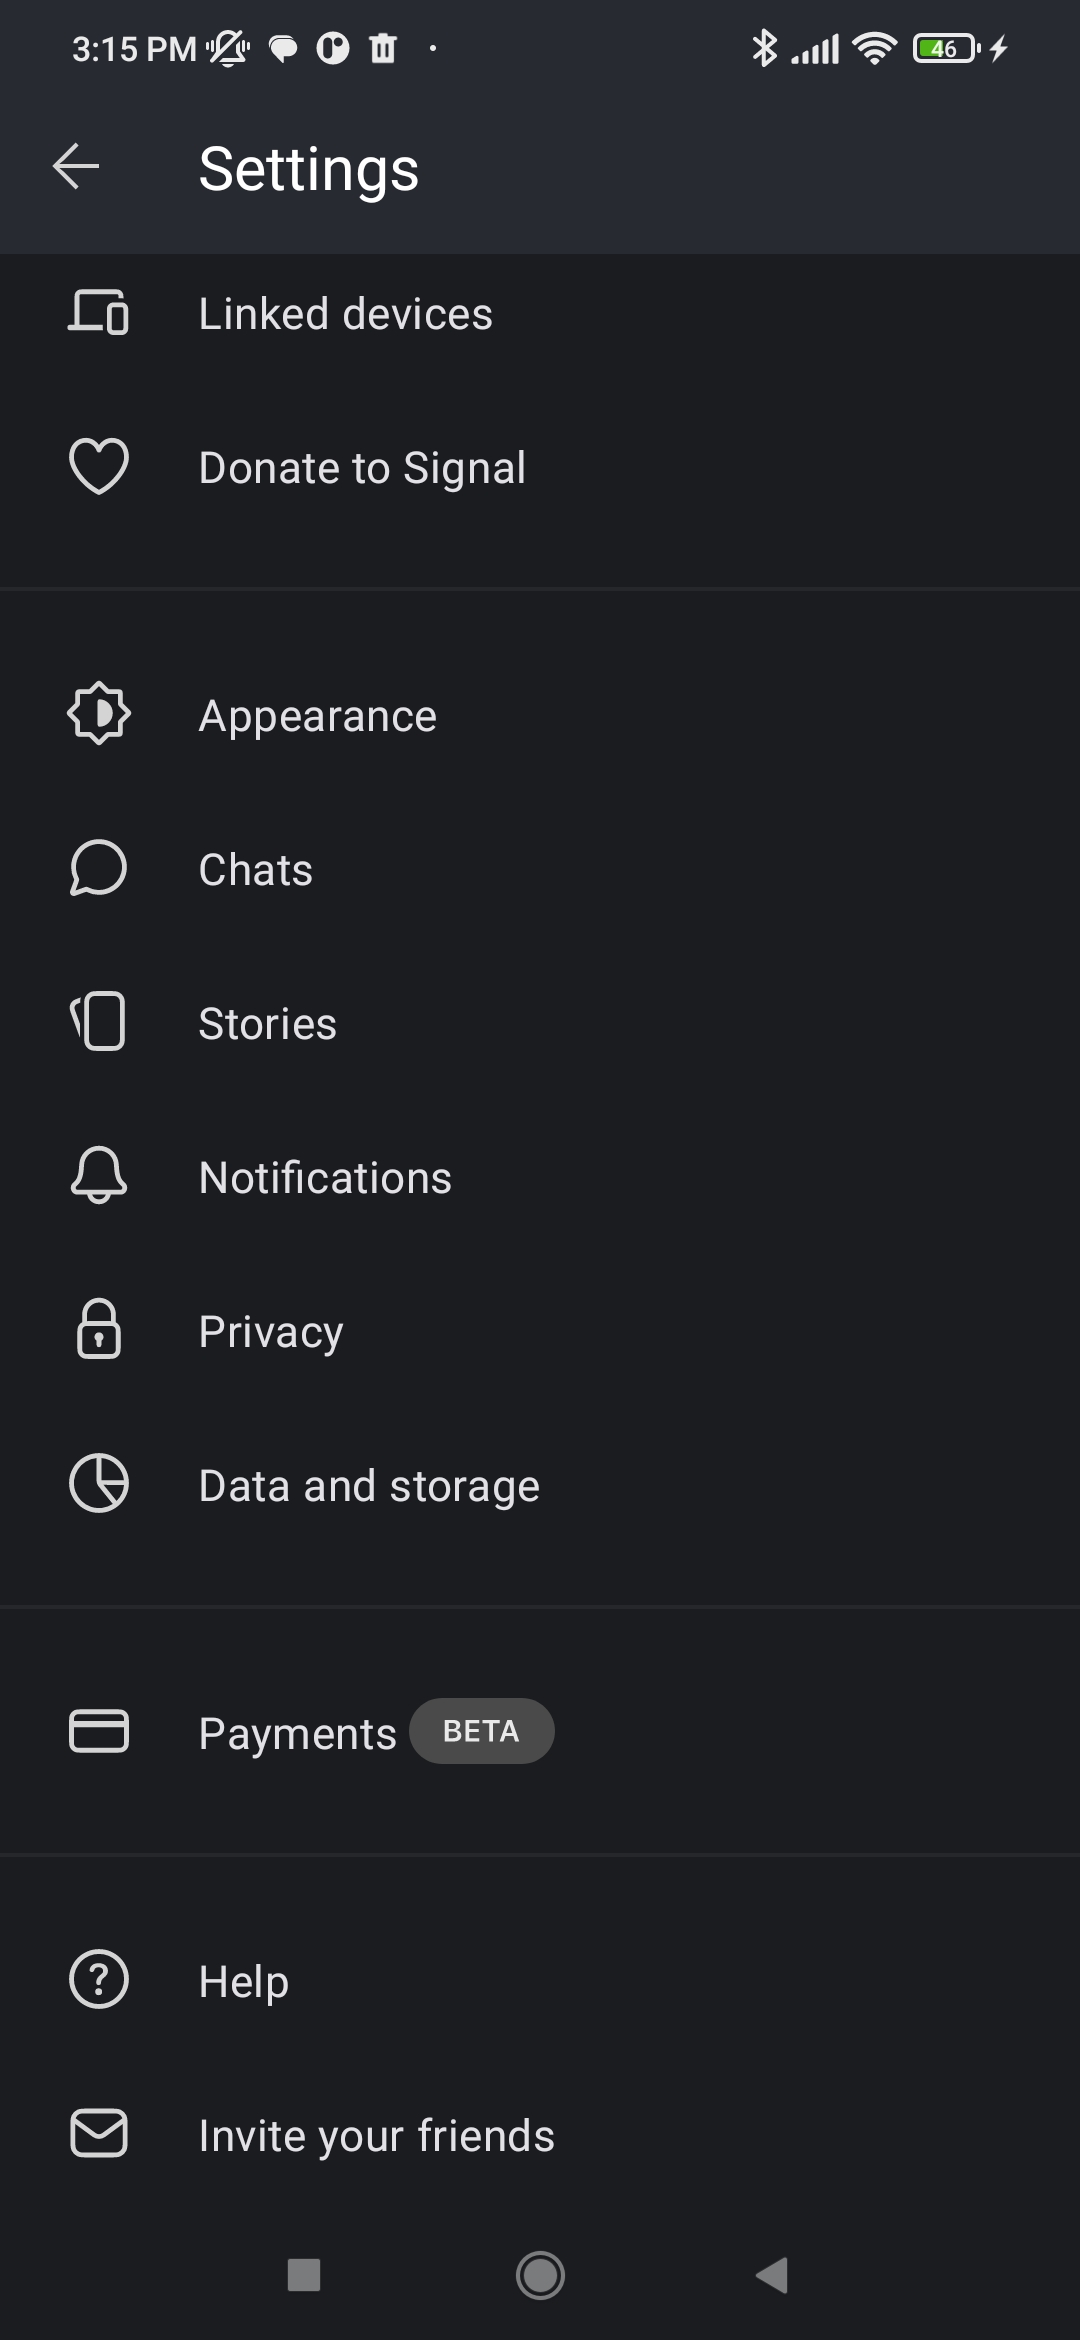 3:15 PM
46
Settings
Linked devices
Donate to Signal
Appearance
Chats
Stories
Notifications
Privacy
Data and storage
Payments BETA
Help
Invite your friends